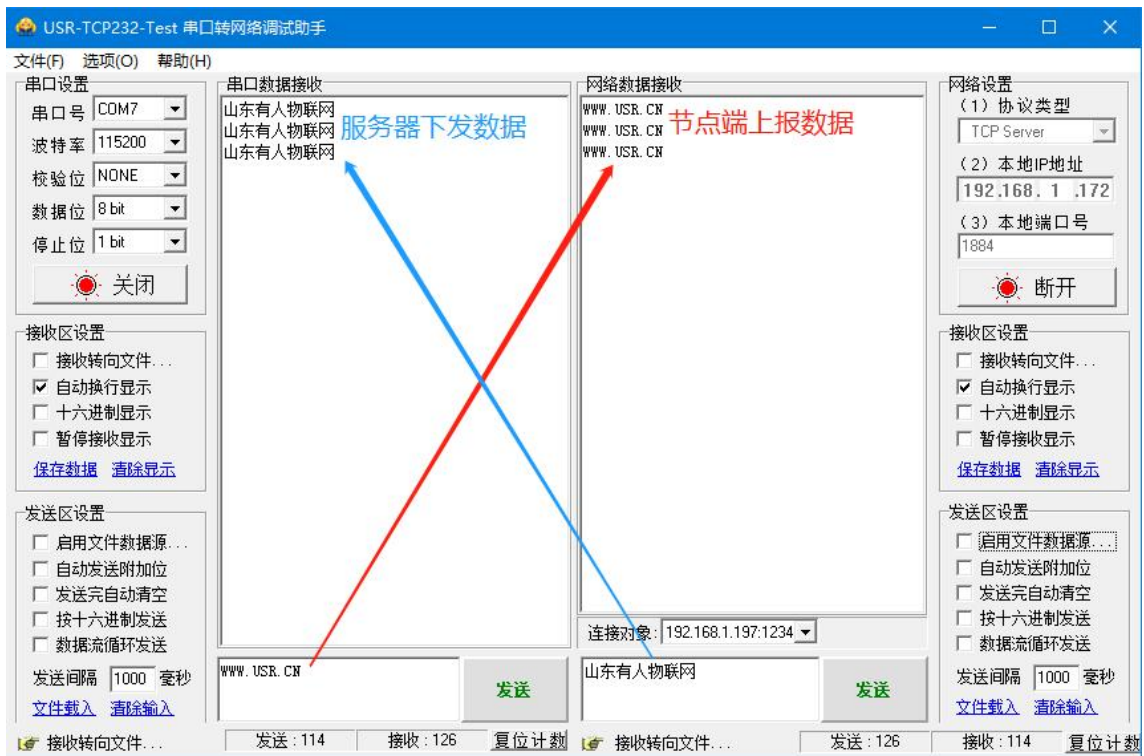 USR-TCP232-Test 串口转网络调试助手
文件(F) 选项(O) 帮助(H)
串口设置
串口号 COM7
波特率 115200
校验位 NONE
数据位 8 bit
停止位 1 bit
关闭
接收区设置
接收转向文件...
自动换行显示
十六进制显示
暂停接收显示
保存数据 清除显示
发送区设置
启用文件数据源...
自动发送附加位
发送完自动清空
按十六进制发送
数据流循环发送
发送间隔 1000 毫秒
文件载入 清除输入
串口数据接收
山东有人物联网
山东有人物联网
山东有人物联网
服务器下发数据
WWW.USR.CN
发送
网络数据接收
WWW.USR.CN
WWW.USR.CN
WWW.USR.CN
节点端上报数据
连接对象: 192.168.1.197:1234
山东有人物联网
发送
网络设置
(1) 协议类型
TCP Server
(2) 本地IP地址
192.168.1.172
(3) 本地端口号
1884
断开
接收区设置
接收转向文件...
自动换行显示
十六进制显示
暂停接收显示
保存数据 清除显示
发送区设置
启用文件数据源...
自动发送附加位
发送完自动清空
按十六进制发送
数据流循环发送
发送间隔 1000 毫秒
文件载入 清除输入
接收转向文件... 发送:114 接收:126 复位计数 接收转向文件... 发送:126 接收:114 复位计数